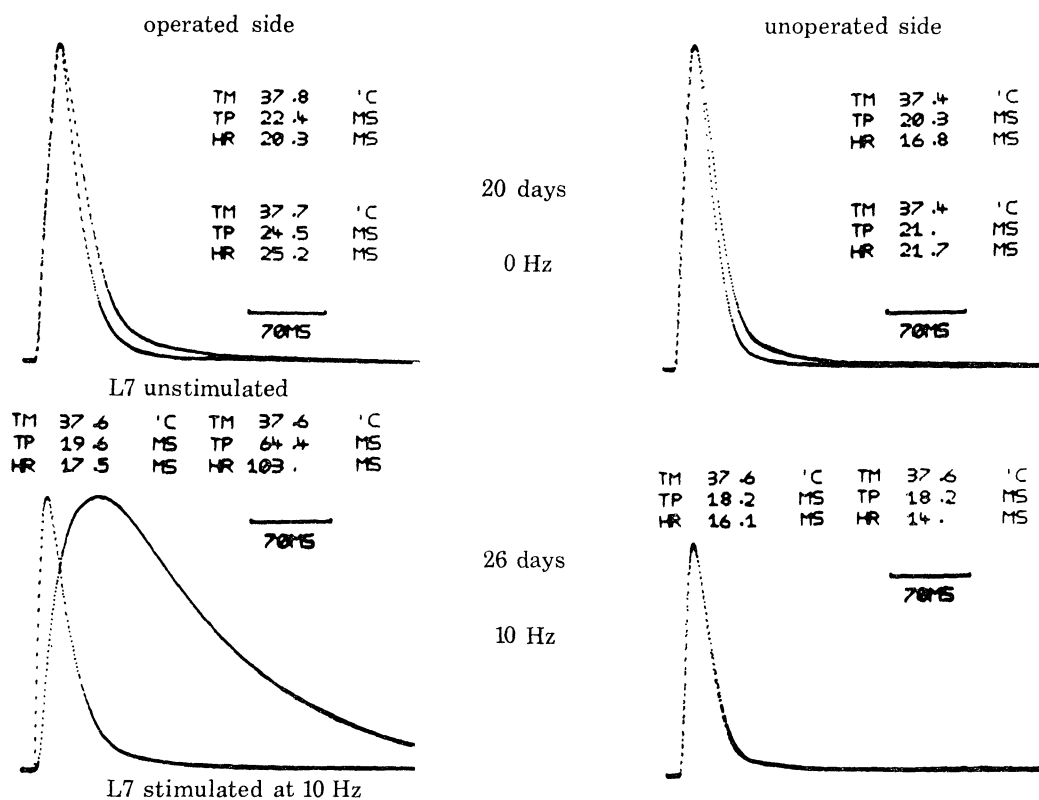 operated side
unoperated side
TM 37.8 'C
TP 22.4 MS
HR 20.3 MS
TM 37.7 'C
TP 24.5 MS
HR 25.2 MS
70MS
20 days
0 Hz
TM 37.4 'C
TP 20.3 MS
HR 16.8 MS
TM 37.4 'C
TP 21. MS
HR 21.7 MS
70MS
L7 unstimulated
TM 37.6 'C TM 37.6 'C
TP 19.6 MS TP 64.4 MS
HR 17.5 MS HR 103. MS
70MS
26 days
10 Hz
TM 37.6 'C TM 37.6 'C
TP 18.2 MS TP 18.2 MS
HR 16.1 MS HR 14. MS
70MS
L7 stimulated at 10 Hz